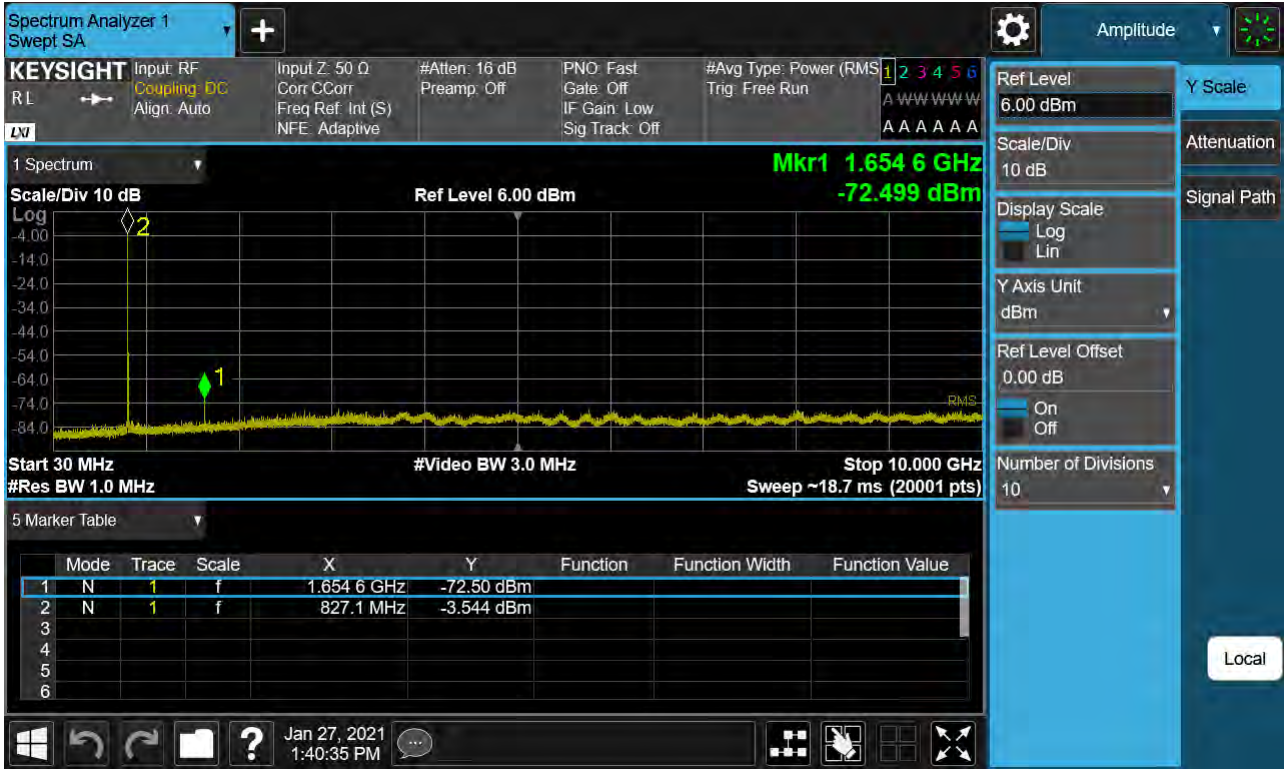 Spectrum Analyzer 1
Swept SA
+
Amplitude
KEYSIGHT
RL
LXI
Input: RF
Coupling: DC
Align: Auto
Input Z: 50 Ω
Corr CCorr
Freq Ref: Int (S)
NFE: Adaptive
#Atten: 16 dB
Preamp: Off
PNO: Fast
Gate: Off
IF Gain: Low
Sig Track: Off
#Avg Type: Power (RMS
Trig: Free Run
1 2 3 4 5 6
A W W W W W
A A A A A A
1 Spectrum
Mkr1 1.654 6 GHz
Scale/Div 10 dB
Ref Level 6.00 dBm
-72.499 dBm
Log
2
-4.00
-14.0
-24.0
-34.0
-44.0
-54.0
-64.0
1
-74.0
RMS
-84.0
Start 30 MHz
#Video BW 3.0 MHz
Stop 10.000 GHz
#Res BW 1.0 MHz
Sweep ~18.7 ms (20001 pts)
5 Marker Table
Mode Trace Scale X Y Function Function Width Function Value
1 N 1 f 1.654 6 GHz -72.50 dBm
2 N 1 f 827.1 MHz -3.544 dBm
3
4
5
6
?
Jan 27, 2021
1:40:35 PM
Ref Level
6.00 dBm
Scale/Div
10 dB
Display Scale
Log
Lin
Y Axis Unit
dBm
Ref Level Offset
0.00 dB
On
Off
Number of Divisions
10
Y Scale
Attenuation
Signal Path
Local